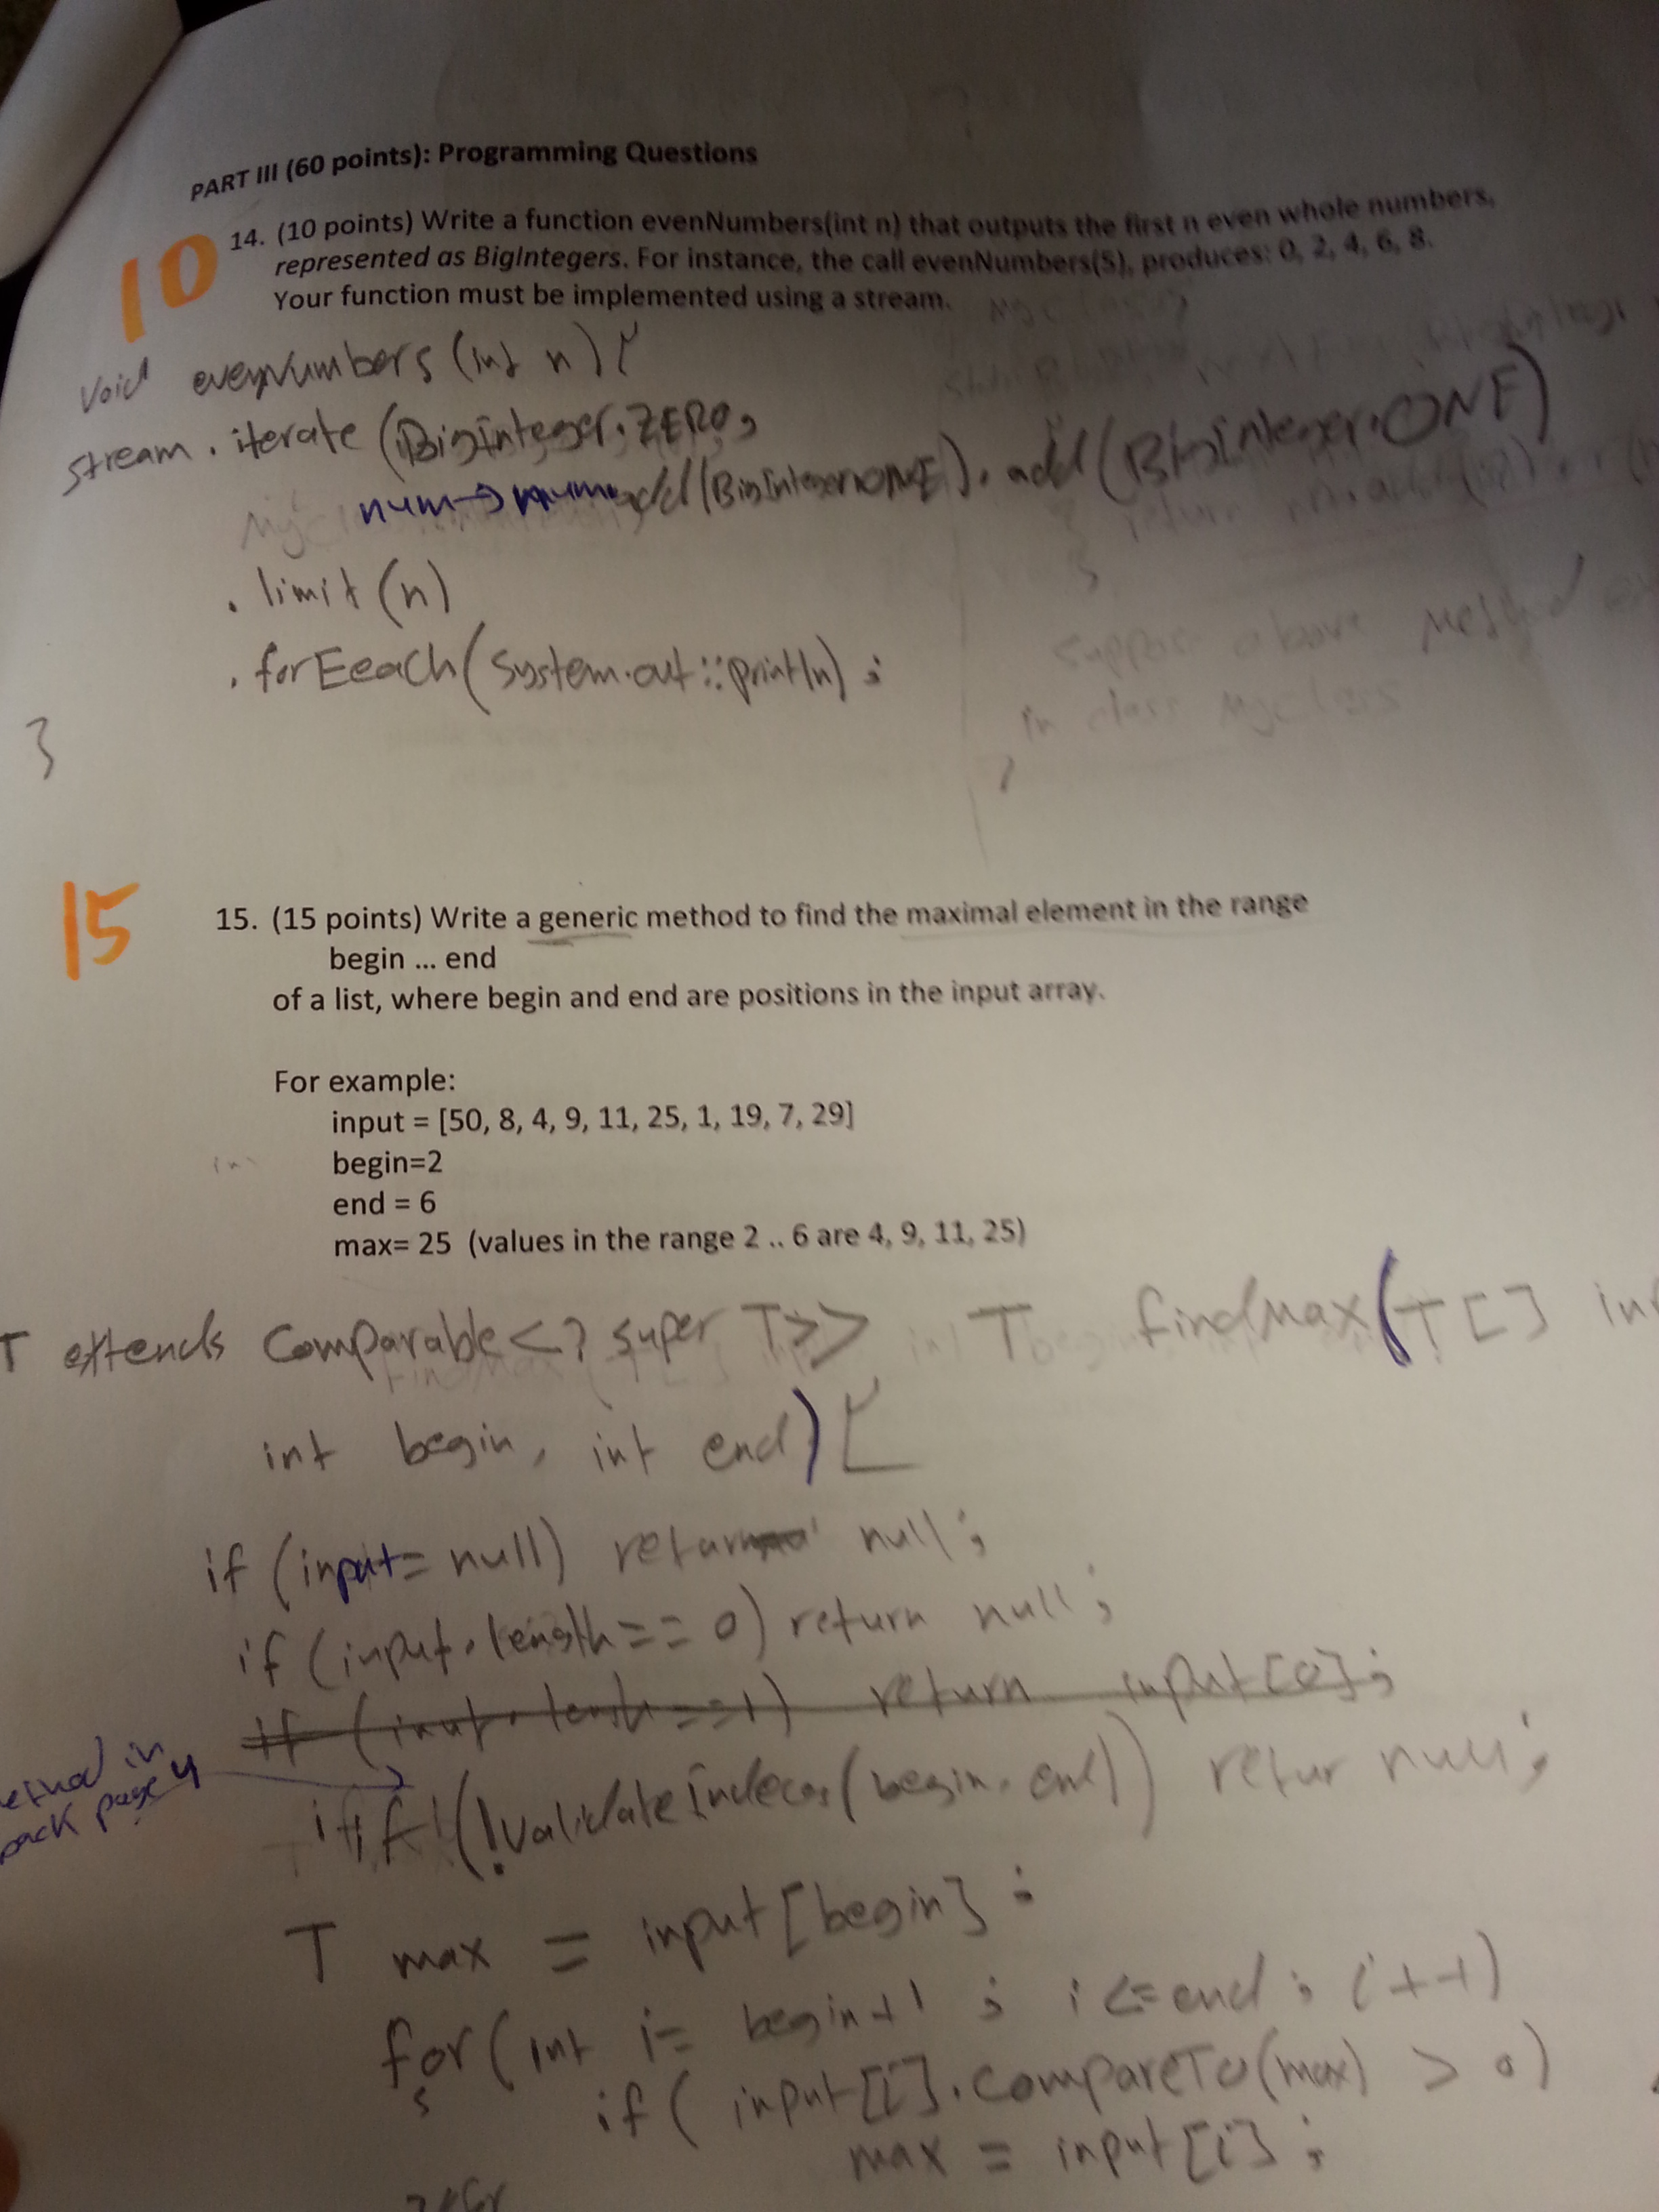 PART III (60 points): Programming Questions
10
14. (10 points) Write a function evenNumbers(int n) that outputs the first n even whole numbers,
represented as BigIntegers. For instance, the call evenNumbers(5), produces: 0, 2, 4, 6, 8.
Your function must be implemented using a stream.
void evenNumbers (int n) {
stream . iterate (BigInteger.ZERO,
num → num.add(BigInteger.ONE).add(BigInteger.ONE)
. limit (n)
. forEeach (System.out::println) ;
}
suppose above method
in class MyClass
15
15. (15 points) Write a generic method to find the maximal element in the range
begin ... end
of a list, where begin and end are positions in the input array.
For example:
input = [50, 8, 4, 9, 11, 25, 1, 19, 7, 29]
begin=2
end = 6
max= 25 (values in the range 2 .. 6 are 4, 9, 11, 25)
T extends Comparable<? super T>> T findMax(T[] in
int begin, int end) {
if (input= null) return null ;
if (input.length == 0) return null ;
if (input.length ==1) return input[0] ;
ethod in
back page
if (!validateIndeces(begin, end)) retur null ;
T max = input [begin] ;
for (int i= begin+1 ; i <= end ; i++)
if ( input[i].compareTo(max) > 0)
max = input [i] ;